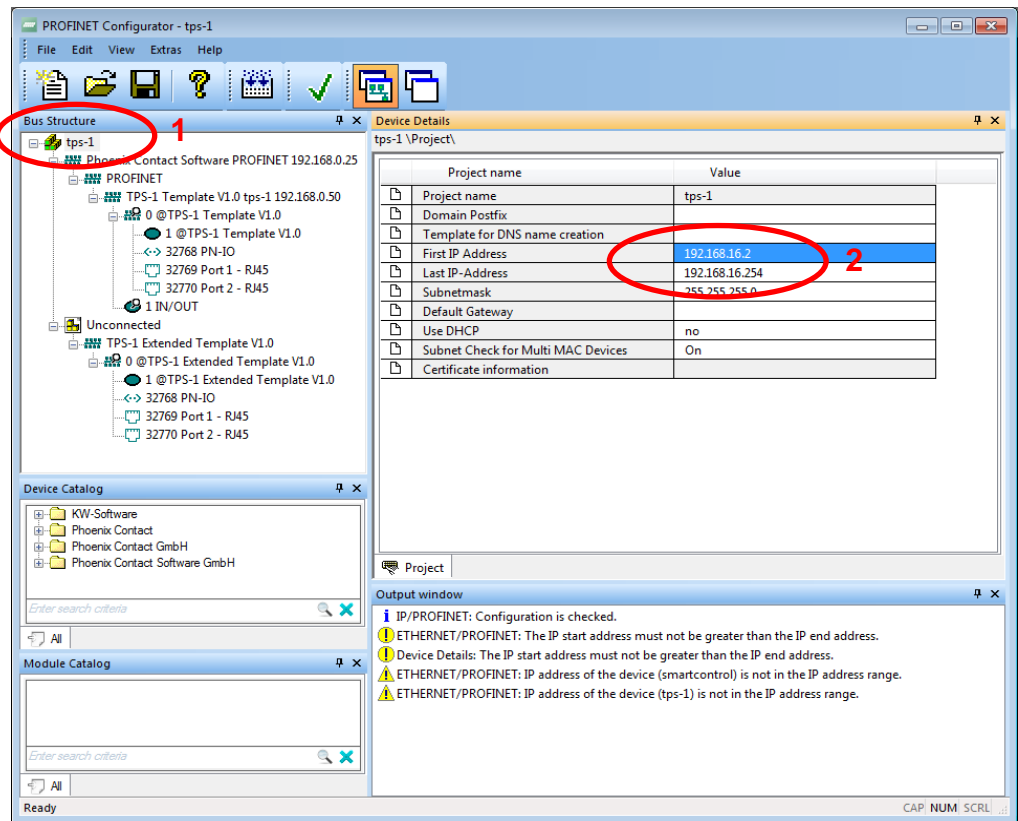 PROFINET Configurator - tps-1
File Edit View Extras Help
Bus Structure
1
tps-1
Phoenix Contact Software PROFINET 192.168.0.25
PROFINET
TPS-1 Template V1.0 tps-1 192.168.0.50
0 @TPS-1 Template V1.0
1 @TPS-1 Template V1.0
32768 PN-IO
32769 Port 1 - RJ45
32770 Port 2 - RJ45
1 IN/OUT
Unconnected
TPS-1 Extended Template V1.0
0 @TPS-1 Extended Template V1.0
1 @TPS-1 Extended Template V1.0
32768 PN-IO
32769 Port 1 - RJ45
32770 Port 2 - RJ45
Device Catalog
KW-Software
Phoenix Contact
Phoenix Contact GmbH
Phoenix Contact Software GmbH
Enter search criteria
All
Module Catalog
Enter search criteria
All
Device Details
tps-1 \Project\
Project name Value
Project name tps-1
Domain Postfix
Template for DNS name creation
First IP Address 192.168.16.2
2
Last IP-Address 192.168.16.254
Subnetmask 255.255.255.0
Default Gateway
Use DHCP no
Subnet Check for Multi MAC Devices On
Certificate information
Project
Output window
IP/PROFINET: Configuration is checked.
ETHERNET/PROFINET: The IP start address must not be greater than the IP end address.
Device Details: The IP start address must not be greater than the IP end address.
ETHERNET/PROFINET: IP address of the device (smartcontrol) is not in the IP address range.
ETHERNET/PROFINET: IP address of the device (tps-1) is not in the IP address range.
Ready
CAP NUM SCRL